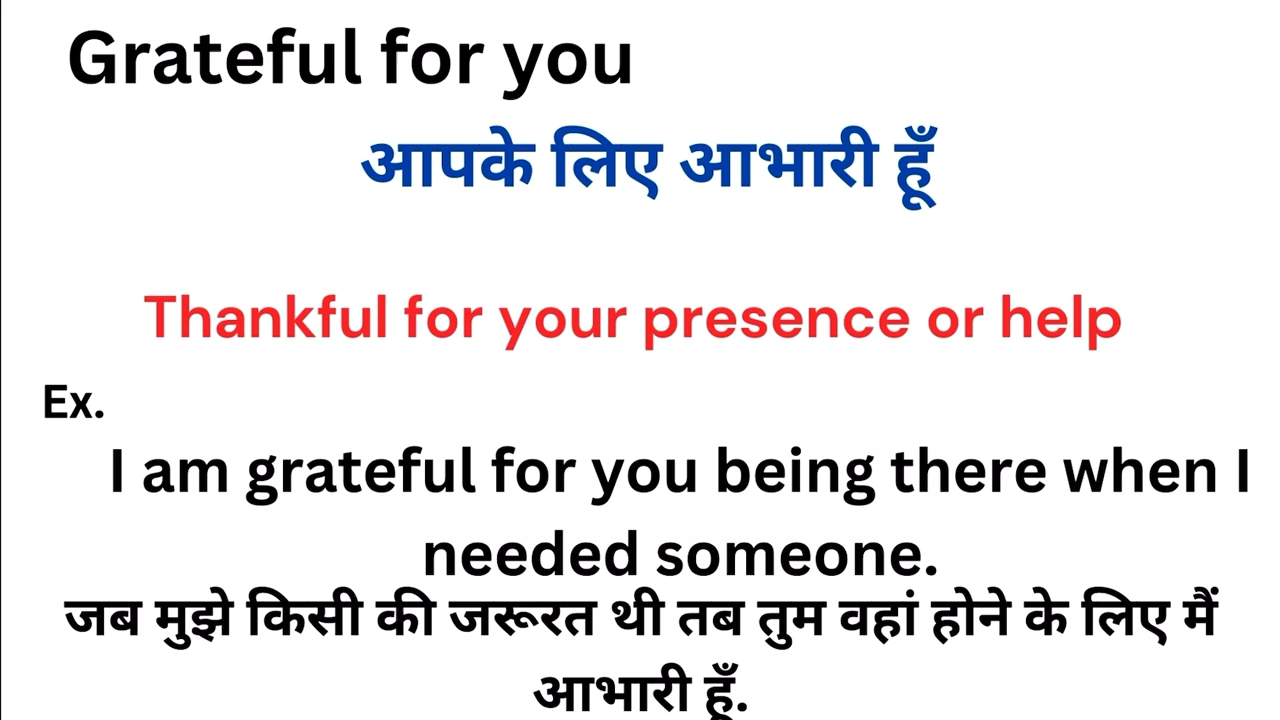 Grateful for you
आपके लिए आभारी हूँ
Thankful for your presence or help
Ex.
I am grateful for you being there when I
needed someone.
जब मुझे किसी की जरूरत थी तब तुम वहां होने के लिए मैं
आभारी हूँ.